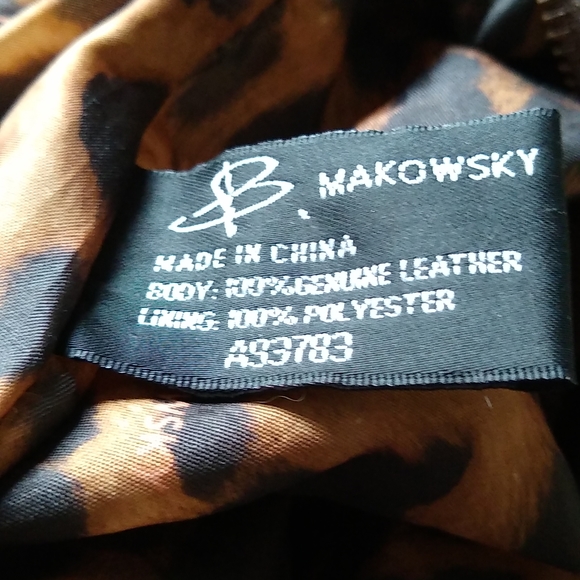 B. MAKOWSKY
MADE IN CHINA
BODY: 100% GENUINE LEATHER
LINING: 100% POLYESTER
A93783